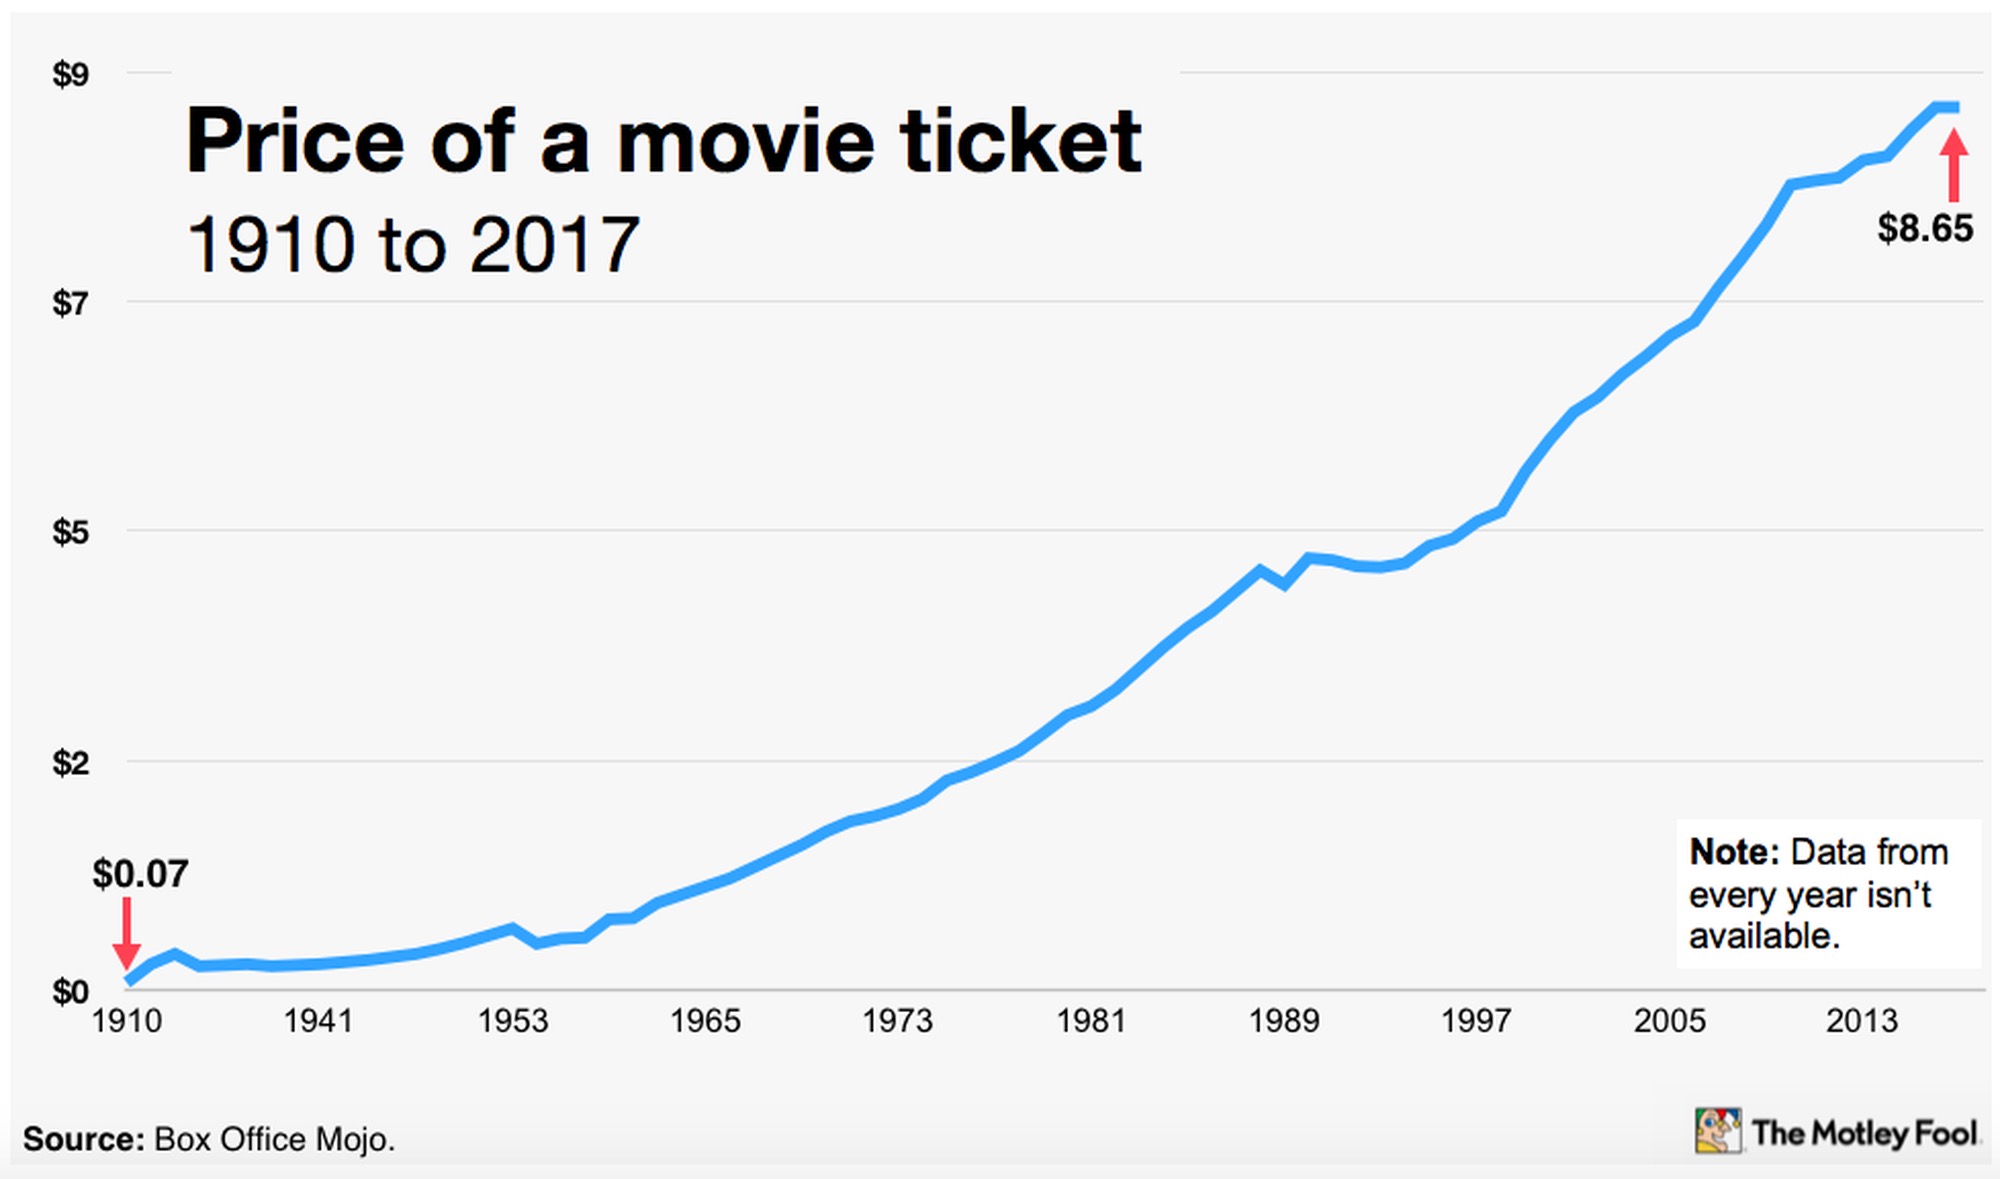 Price of a movie ticket
1910 to 2017
$9
$7
$5
$2
$0
$0.07
$8.65
Note: Data from
every year isn't
available.
1910 1941 1953 1965 1973 1981 1989 1997 2005 2013
Source: Box Office Mojo.
The Motley Fool